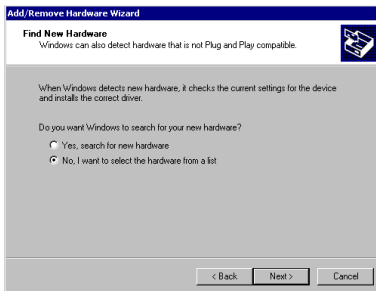 Add/Remove Hardware Wizard
Find New Hardware
Windows can also detect hardware that is not Plug and Play compatible.
When Windows detects new hardware, it checks the current settings for the device
and installs the correct driver.
Do you want Windows to search for your new hardware?
Yes, search for new hardware
No, I want to select the hardware from a list
< Back Next > Cancel